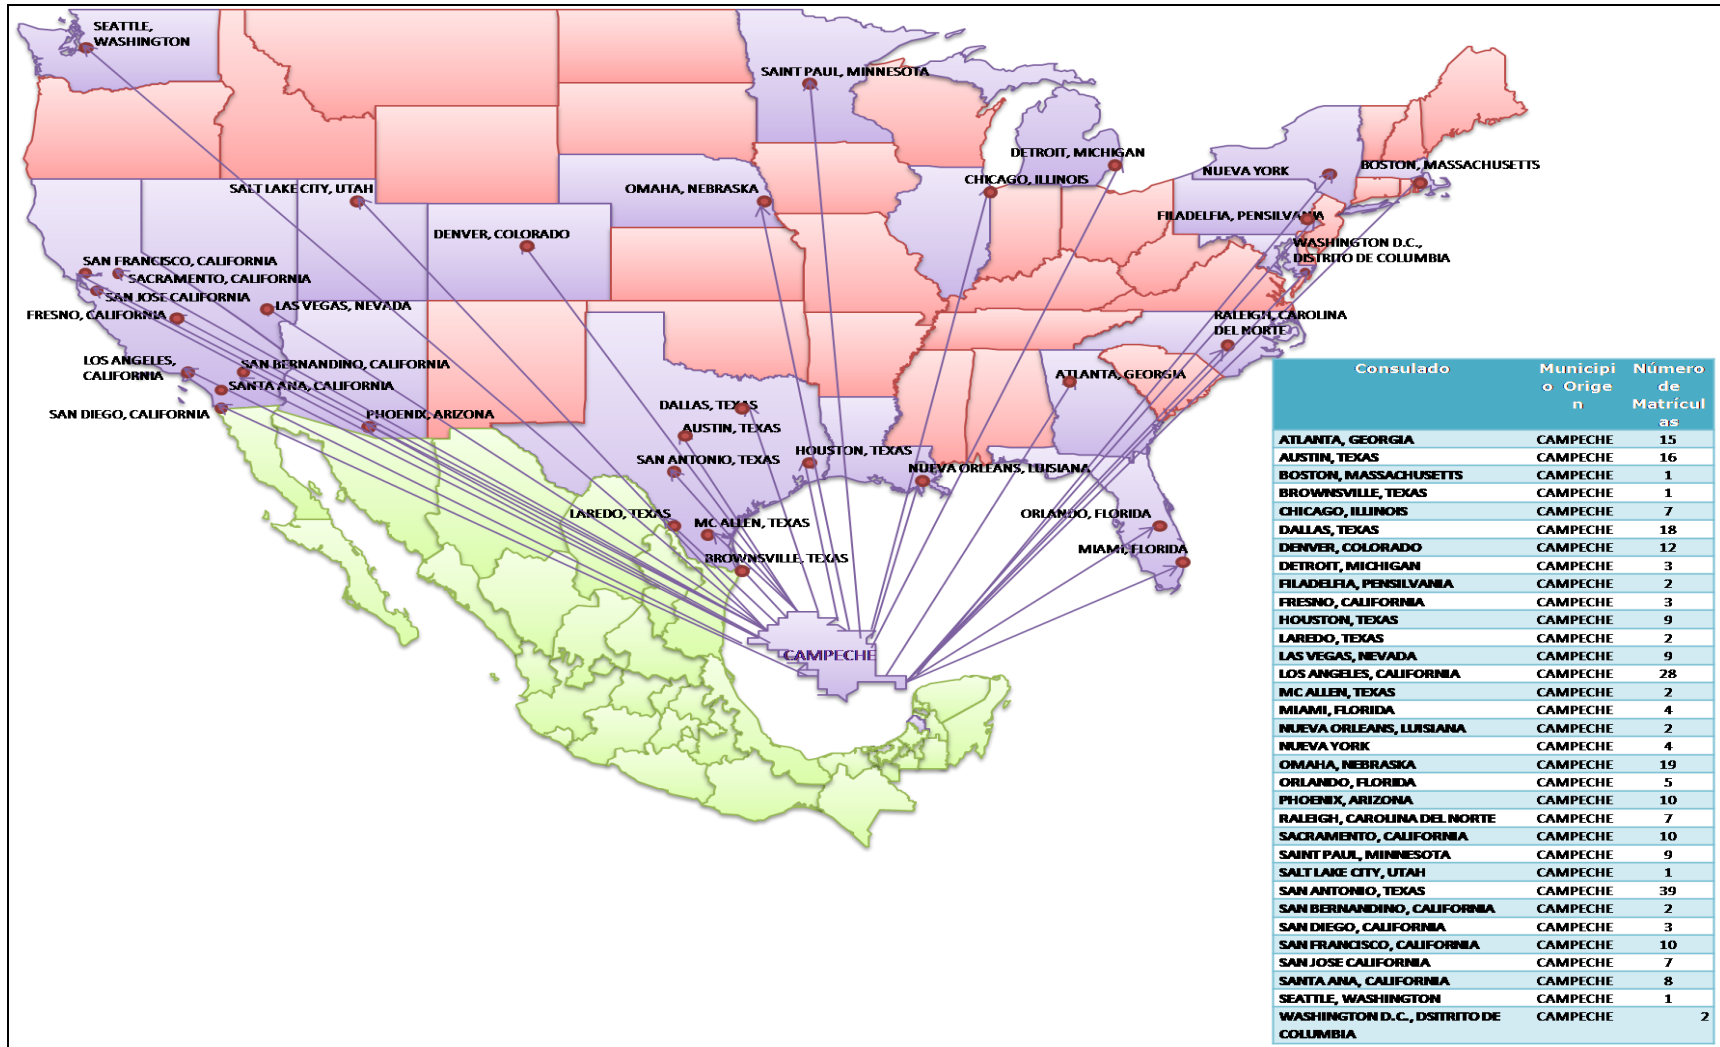 SEATTLE,
WASHINGTON
SAINT PAUL, MINNESOTA
DETROIT, MICHIGAN
BOSTON, MASSACHUSETTS
NUEVA YORK
CHICAGO, ILLINOIS
SALT LAKE CITY, UTAH
OMAHA, NEBRASKA
FILADELFIA, PENSILVANIA
DENVER, COLORADO
WASHINGTON D.C.,
DISTRITO DE COLUMBIA
SAN FRANCISCO, CALIFORNIA
SACRAMENTO, CALIFORNIA
SAN JOSE CALIFORNIA
LAS VEGAS, NEVADA
FRESNO, CALIFORNIA
RALEIGH, CAROLINA
DEL NORTE
LOS ANGELES,
CALIFORNIA
SAN BERNANDINO, CALIFORNIA
SANTA ANA, CALIFORNIA
ATLANTA, GEORGIA
SAN DIEGO, CALIFORNIA
PHOENIX, ARIZONA
DALLAS, TEXAS
AUSTIN, TEXAS
HOUSTON, TEXAS
SAN ANTONIO, TEXAS
NUEVA ORLEANS, LUISIANA
LAREDO, TEXAS
MC ALLEN, TEXAS
ORLANDO, FLORIDA
MIAMI, FLORIDA
BROWNSVILLE, TEXAS
CAMPECHE
Consulado Municipi Número
o Orige de
n Matrícul
as
ATLANTA, GEORGIA CAMPECHE 15
AUSTIN, TEXAS CAMPECHE 16
BOSTON, MASSACHUSETTS CAMPECHE 1
BROWNSVILLE, TEXAS CAMPECHE 1
CHICAGO, ILLINOIS CAMPECHE 7
DALLAS, TEXAS CAMPECHE 18
DENVER, COLORADO CAMPECHE 12
DETROIT, MICHIGAN CAMPECHE 3
FILADELFIA, PENSILVANIA CAMPECHE 2
FRESNO, CALIFORNIA CAMPECHE 3
HOUSTON, TEXAS CAMPECHE 9
LAREDO, TEXAS CAMPECHE 2
LAS VEGAS, NEVADA CAMPECHE 9
LOS ANGELES, CALIFORNIA CAMPECHE 28
MC ALLEN, TEXAS CAMPECHE 2
MIAMI, FLORIDA CAMPECHE 4
NUEVA ORLEANS, LUISIANA CAMPECHE 2
NUEVA YORK CAMPECHE 4
OMAHA, NEBRASKA CAMPECHE 19
ORLANDO, FLORIDA CAMPECHE 5
PHOENIX, ARIZONA CAMPECHE 10
RALEIGH, CAROLINA DEL NORTE CAMPECHE 7
SACRAMENTO, CALIFORNIA CAMPECHE 10
SAINT PAUL, MINNESOTA CAMPECHE 9
SALT LAKE CITY, UTAH CAMPECHE 1
SAN ANTONIO, TEXAS CAMPECHE 39
SAN BERNANDINO, CALIFORNIA CAMPECHE 2
SAN DIEGO, CALIFORNIA CAMPECHE 3
SAN FRANCISCO, CALIFORNIA CAMPECHE 10
SAN JOSE CALIFORNIA CAMPECHE 7
SANTA ANA, CALIFORNIA CAMPECHE 8
SEATTLE, WASHINGTON CAMPECHE 1
WASHINGTON D.C., DSITRITO DE CAMPECHE 2
COLUMBIA